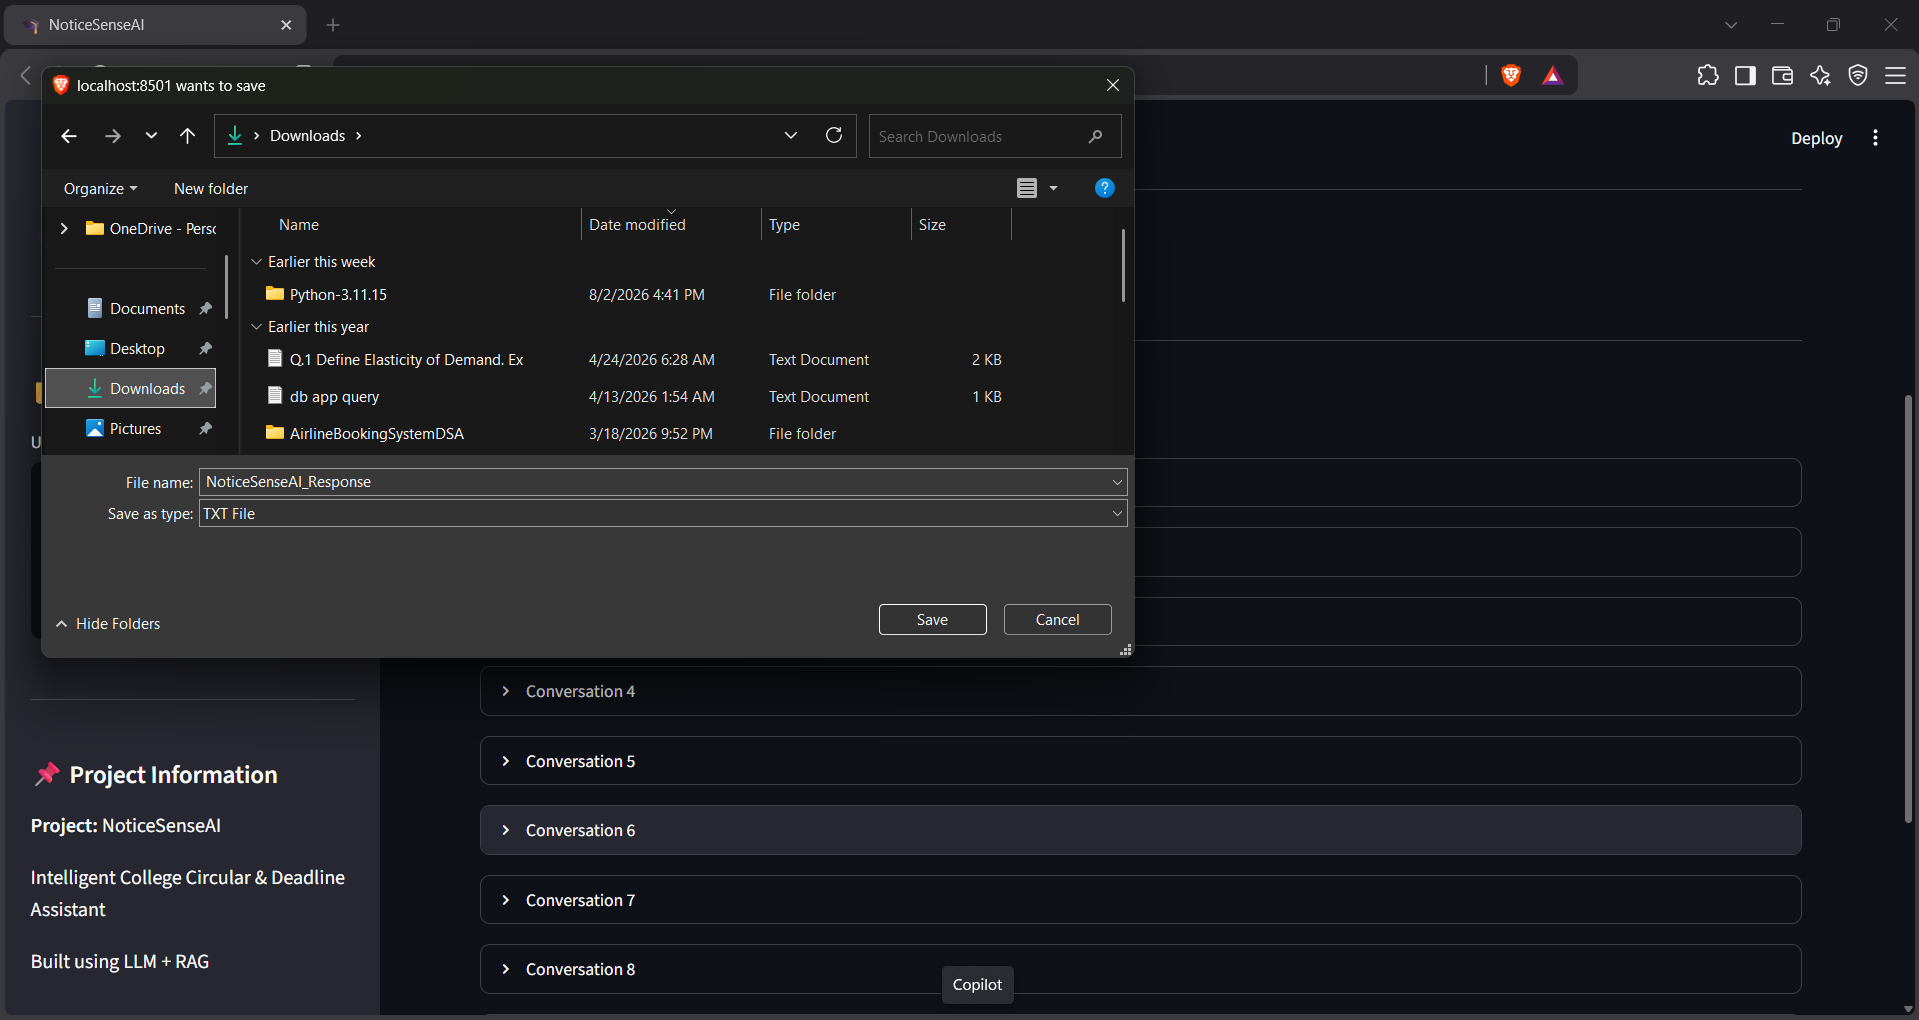 NoticeSenseAI
localhost:8501 wants to save
Downloads
Search Downloads
Deploy
Organize
New folder
OneDrive - Perso
Documents
Desktop
Downloads
Pictures
Name
Date modified
Type
Size
Earlier this week
Python-3.11.15 8/2/2026 4:41 PM File folder
Earlier this year
Q.1 Define Elasticity of Demand. Ex 4/24/2026 6:28 AM Text Document 2 KB
db app query 4/13/2026 1:54 AM Text Document 1 KB
AirlineBookingSystemDSA 3/18/2026 9:52 PM File folder
U
File name: NoticeSenseAI_Response
Save as type: TXT File
Hide Folders
Save
Cancel
Conversation 4
Conversation 5
Conversation 6
Conversation 7
Conversation 8
Copilot
Project Information
Project: NoticeSenseAI
Intelligent College Circular & Deadline
Assistant
Built using LLM + RAG